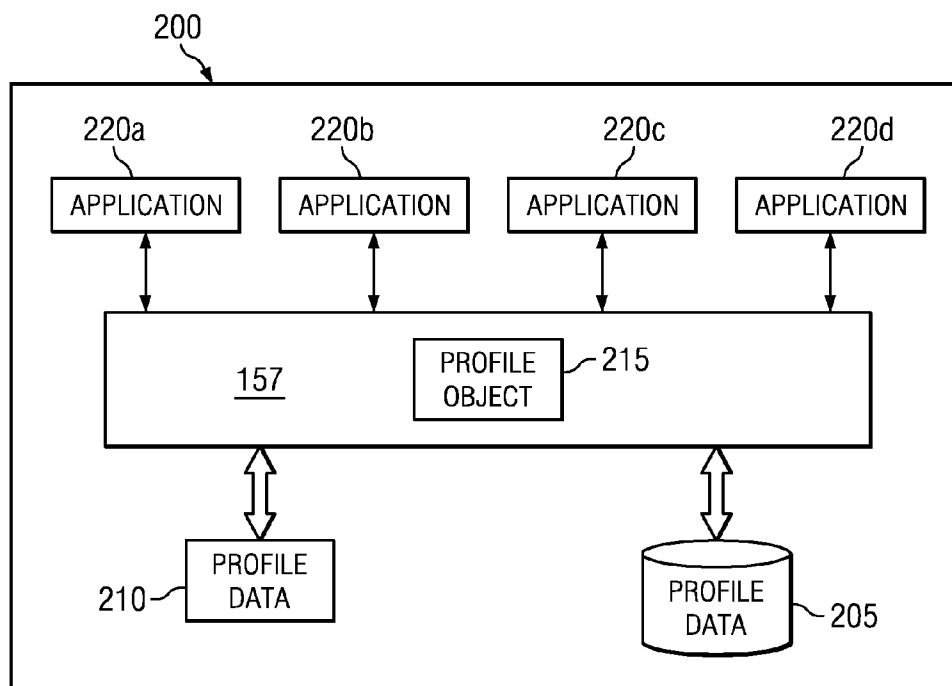 200
220a
220b
220c
220d
APPLICATION
APPLICATION
APPLICATION
APPLICATION
157
PROFILE
OBJECT
215
PROFILE
DATA
210
PROFILE
DATA
205